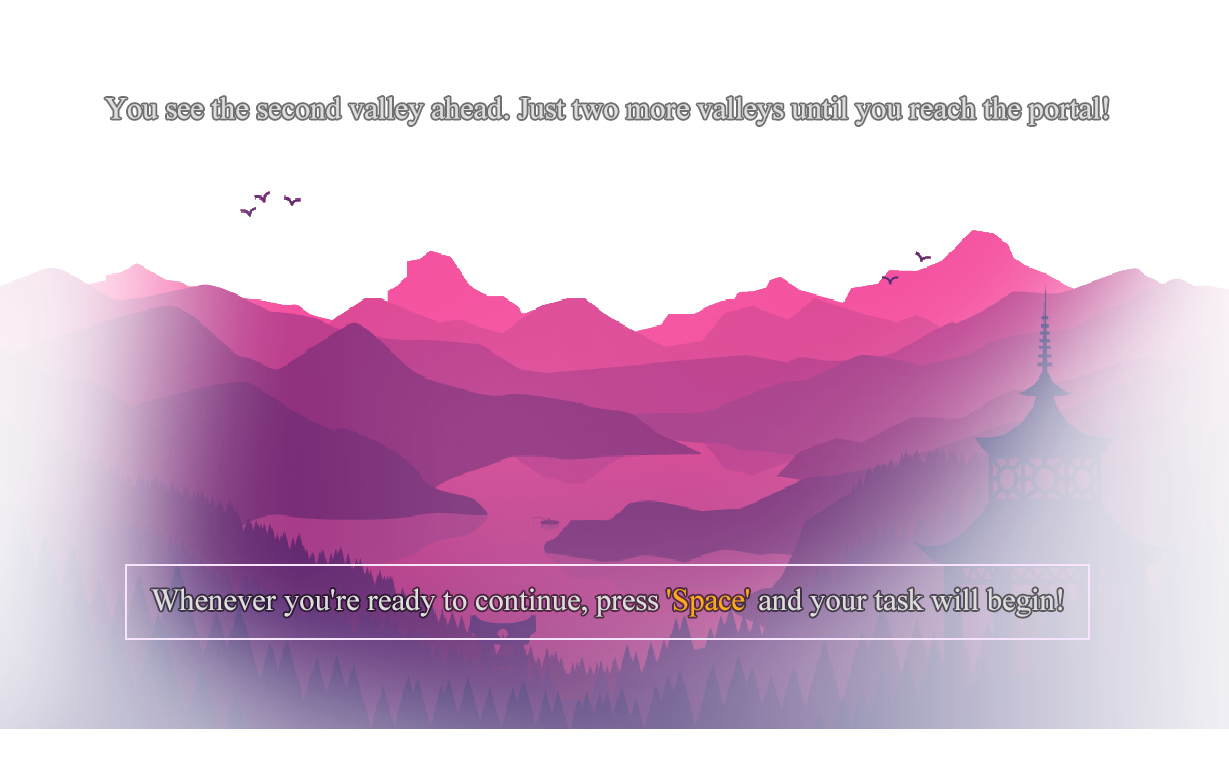 You see the second valley ahead. Just two more valleys until you reach the portal!
Whenever you're ready to continue, press 'Space' and your task will begin!